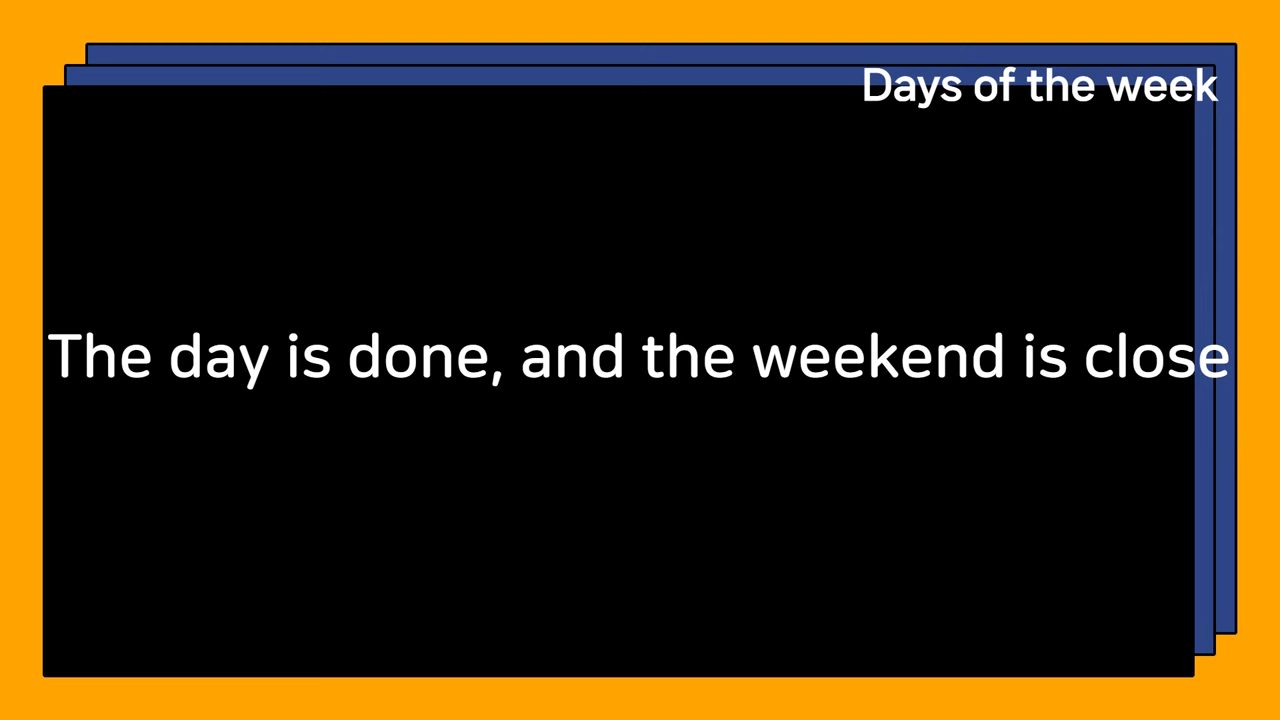 Days of the week
The day is done, and the weekend is close